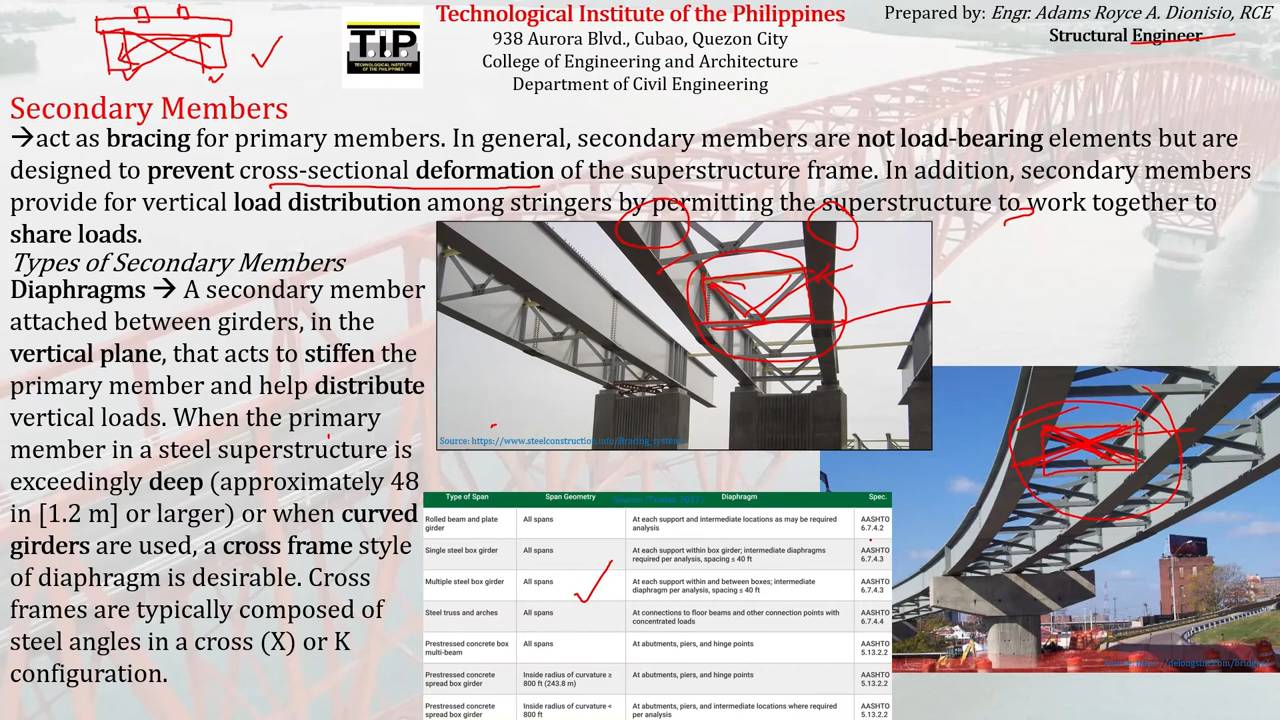 Technological Institute of the Philippines
938 Aurora Blvd., Cubao, Quezon City
College of Engineering and Architecture
Department of Civil Engineering
Prepared by: Engr. Adams Royce A. Dionisio, RCE
Structural Engineer
TIP
TECHNOLOGICAL INSTITUTE
OF THE PHILIPPINES
Secondary Members
→act as bracing for primary members. In general, secondary members are not load-bearing elements but are
designed to prevent cross-sectional deformation of the superstructure frame. In addition, secondary members
provide for vertical load distribution among stringers by permitting the superstructure to work together to
share loads.
Types of Secondary Members
Diaphragms → A secondary member
attached between girders, in the
vertical plane, that acts to stiffen the
primary member and help distribute
vertical loads. When the primary
member in a steel superstructure is
exceedingly deep (approximately 48
in [1.2 m] or larger) or when curved
girders are used, a cross frame style
of diaphragm is desirable. Cross
frames are typically composed of
steel angles in a cross (X) or K
configuration.
Source: https://www.steelconstruction.info/Bracing_systems
Type of Span Span Geometry Diaphragm Spec.
Rolled beam and plate girder All spans At each support and intermediate locations as may be required analysis AASHTO 6.7.4.2
Single steel box girder All spans At each support within box girder; intermediate diaphragms required per analysis, spacing ≤ 40 ft AASHTO 6.7.4.3
Multiple steel box girder All spans At each support within and between boxes; intermediate diaphragm per analysis, spacing ≤ 40 ft AASHTO 6.7.4.3
Steel truss and arches All spans At connections to floor beams and other connection points with concentrated loads AASHTO 6.7.4.4
Prestressed concrete box multi-beam All spans At abutments, piers, and hinge points AASHTO 5.13.2.2
Prestressed concrete spread box girder Inside radius of curvature ≥ 800 ft (243.8 m) At abutments, piers, and hinge points AASHTO 5.13.2.2
Prestressed concrete spread box girder Inside radius of curvature < 800 ft At abutments, piers, and intermediate locations where required per analysis AASHTO 5.13.2.2